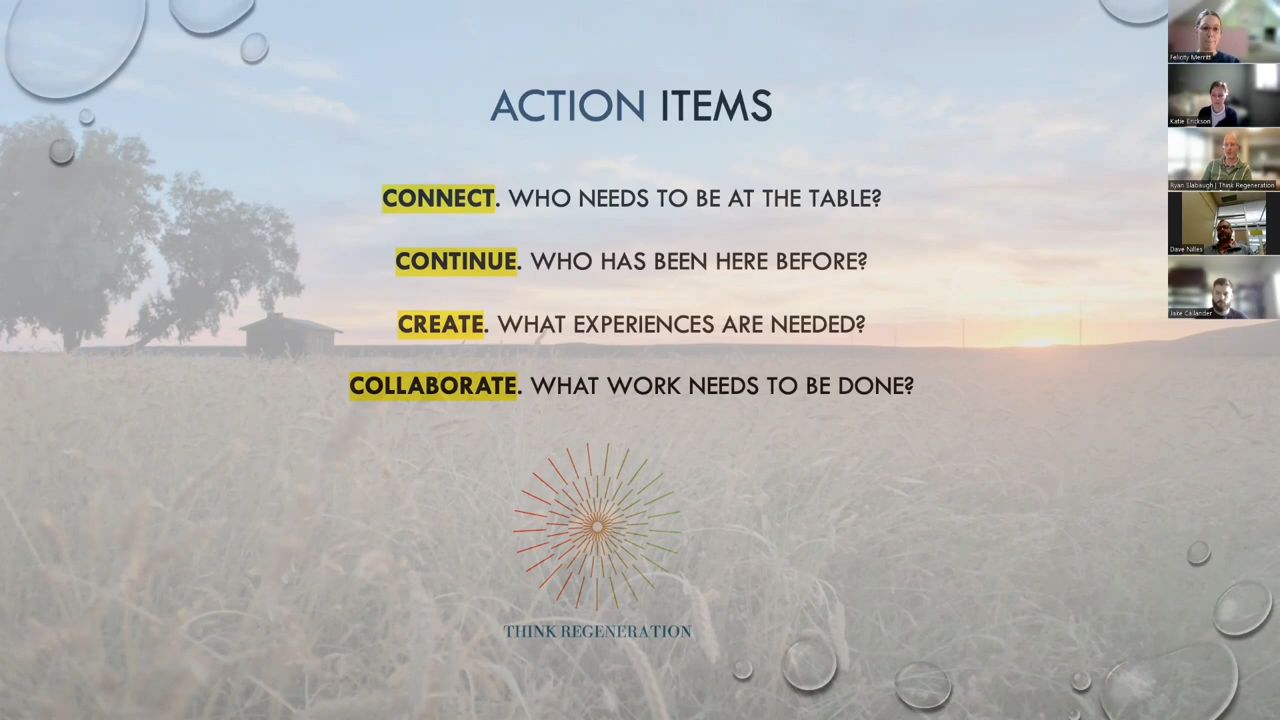 ACTION ITEMS
CONNECT. WHO NEEDS TO BE AT THE TABLE?
CONTINUE. WHO HAS BEEN HERE BEFORE?
CREATE. WHAT EXPERIENCES ARE NEEDED?
COLLABORATE. WHAT WORK NEEDS TO BE DONE?
THINK REGENERATION
Felicity Merritt
Katie Erickson
Ryan Slabaugh | Think Regeneration
Dave Nilles
Jake Callander